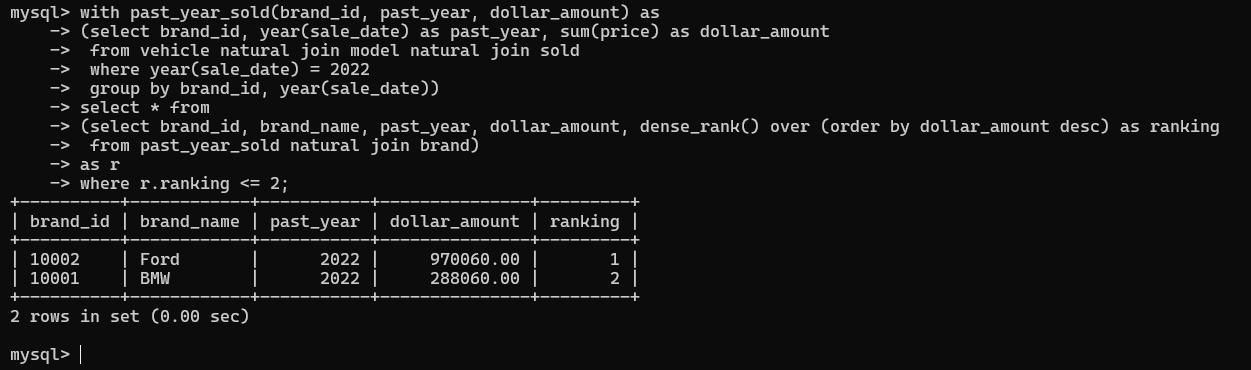 mysql> with past_year_sold(brand_id, past_year, dollar_amount) as
    -> (select brand_id, year(sale_date) as past_year, sum(price) as dollar_amount
    ->  from vehicle natural join model natural join sold
    ->  where year(sale_date) = 2022
    ->  group by brand_id, year(sale_date))
    -> select * from
    -> (select brand_id, brand_name, past_year, dollar_amount, dense_rank() over (order by dollar_amount desc) as ranking
    ->  from past_year_sold natural join brand)
    -> as r
    -> where r.ranking <= 2;
+----------+------------+-----------+---------------+---------+
| brand_id | brand_name | past_year | dollar_amount | ranking |
+----------+------------+-----------+---------------+---------+
| 10002    | Ford       |      2022 |     970060.00 |       1 |
| 10001    | BMW        |      2022 |     288060.00 |       2 |
+----------+------------+-----------+---------------+---------+
2 rows in set (0.00 sec)

mysql>